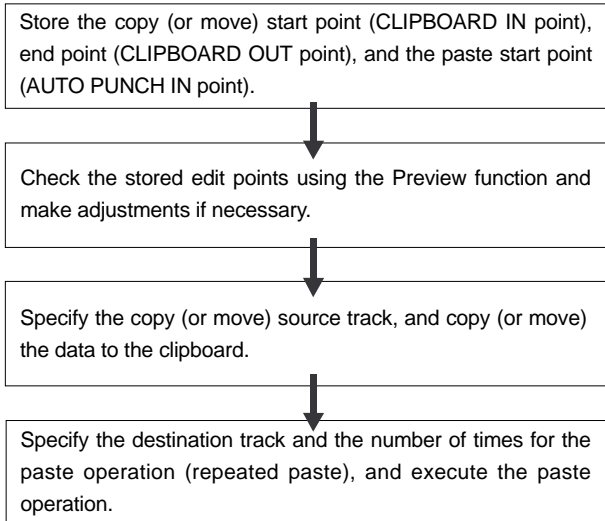 Store the copy (or move) start point (CLIPBOARD IN point),
end point (CLIPBOARD OUT point), and the paste start point
(AUTO PUNCH IN point).
Check the stored edit points using the Preview function and
make adjustments if necessary.
Specify the copy (or move) source track, and copy (or move)
the data to the clipboard.
Specify the destination track and the number of times for the
paste operation (repeated paste), and execute the paste
operation.